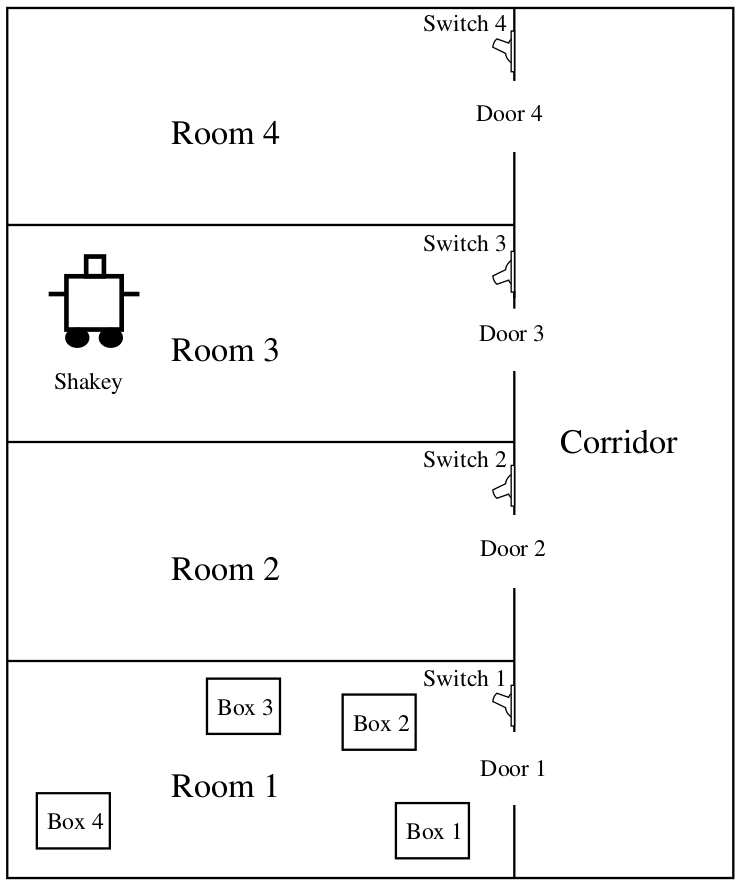 Switch 4
Door 4
Room 4
Switch 3
Door 3
Room 3
Shakey
Corridor
Switch 2
Door 2
Room 2
Switch 1
Box 3
Box 2
Door 1
Room 1
Box 4
Box 1